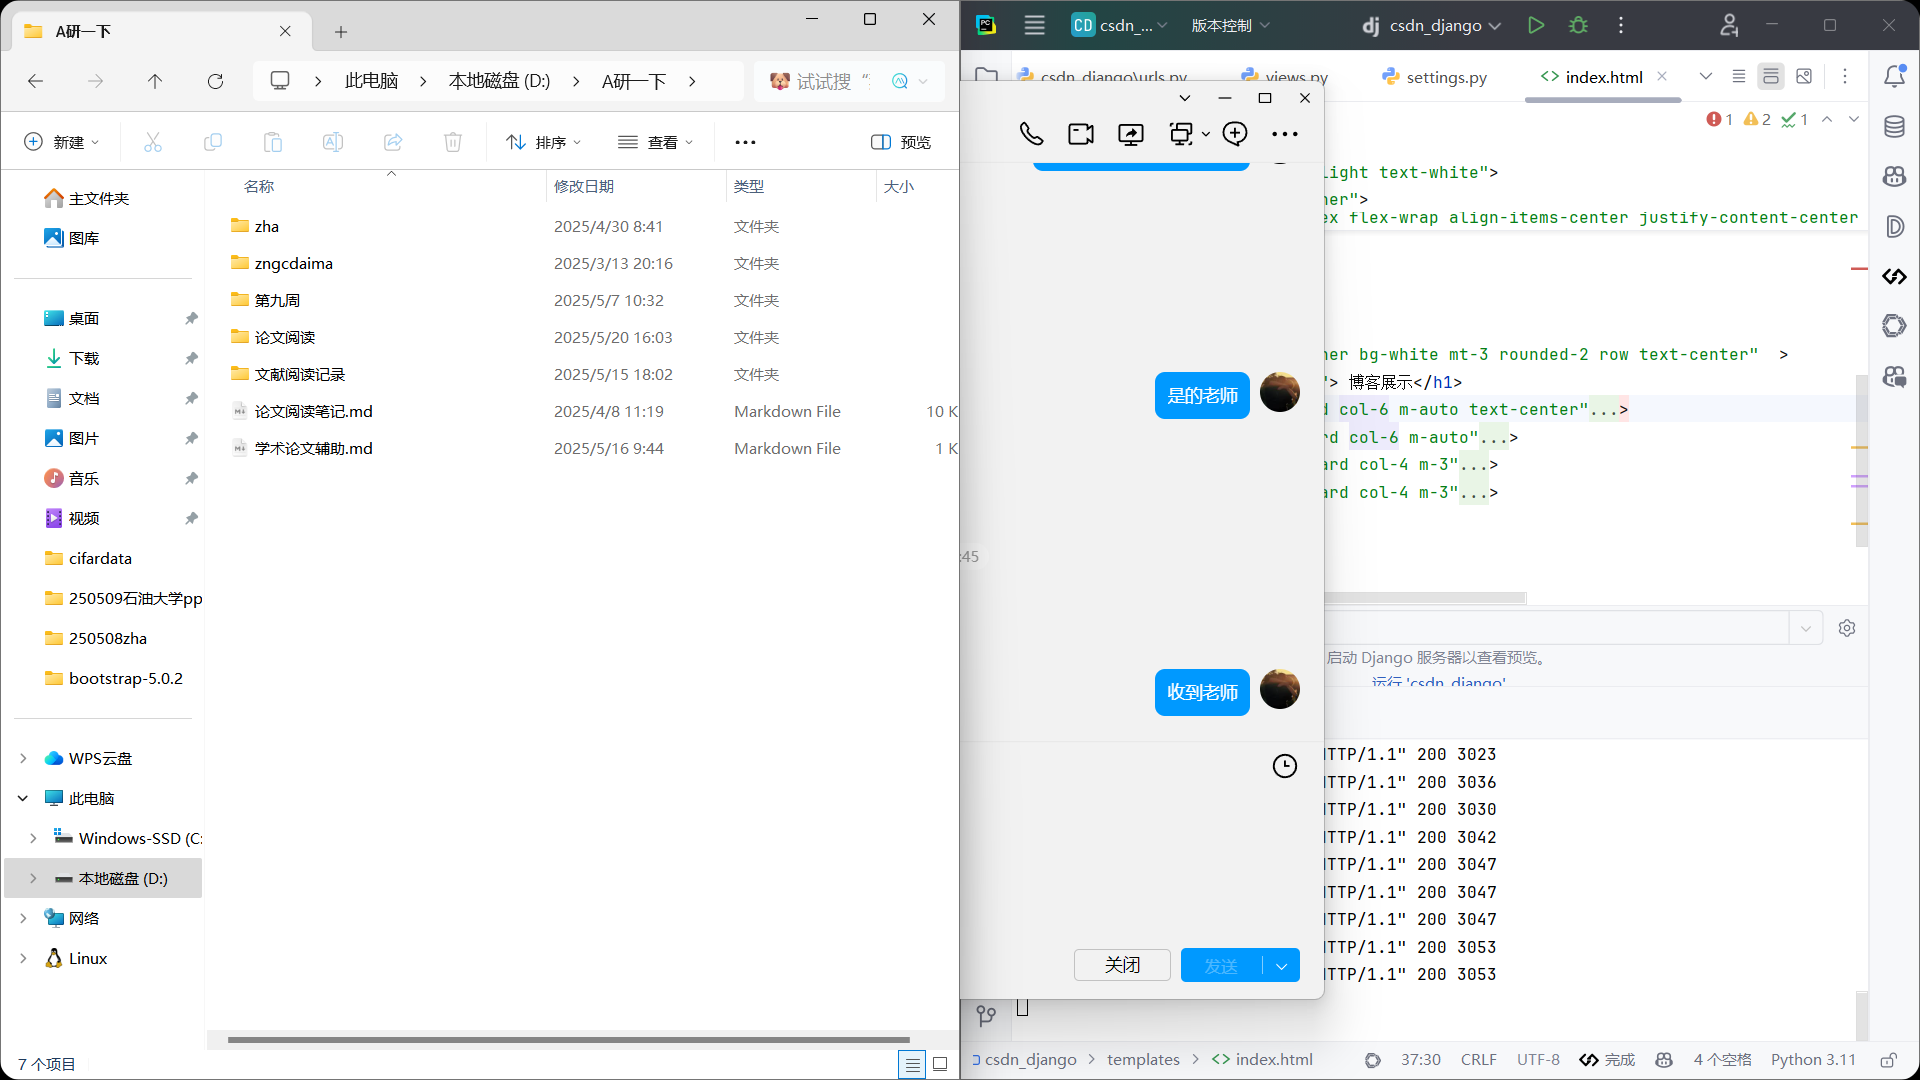 A研一下
此电脑
本地磁盘 (D:)
A研一下
试试搜 “
新建
排序
查看
预览
名称
修改日期
类型
大小
主文件夹
图库
桌面
下载
文档
图片
音乐
视频
cifardata
250509石油大学pp
250508zha
bootstrap-5.0.2
WPS云盘
此电脑
Windows-SSD (C:
本地磁盘 (D:)
网络
Linux
zha 2025/4/30 8:41 文件夹
zngcdaima 2025/3/13 20:16 文件夹
第九周 2025/5/7 10:32 文件夹
论文阅读 2025/5/20 16:03 文件夹
文献阅读记录 2025/5/15 18:02 文件夹
论文阅读笔记.md 2025/4/8 11:19 Markdown File 10 K
学术论文辅助.md 2025/5/16 9:44 Markdown File 1 K
7 个项目
是的老师
:45
收到老师
关闭
发送
PC
CD csdn_...
版本控制
dj csdn_django
csdn_django\urls.py
views.py
settings.py
<> index.html
1 2 1
light text-white">
ner">
ex flex-wrap align-items-center justify-content-center
ner bg-white mt-3 rounded-2 row text-center" >
"> 博客展示</h1>
d col-6 m-auto text-center"...>
rd col-6 m-auto"...>
ard col-4 m-3"...>
ard col-4 m-3"...>
启动 Django 服务器以查看预览。
运行 'csdn_django'
HTTP/1.1" 200 3023
HTTP/1.1" 200 3036
HTTP/1.1" 200 3030
HTTP/1.1" 200 3042
HTTP/1.1" 200 3047
HTTP/1.1" 200 3047
HTTP/1.1" 200 3047
HTTP/1.1" 200 3053
HTTP/1.1" 200 3053
csdn_django > templates > <> index.html
37:30 CRLF UTF-8 完成 4 个空格 Python 3.11